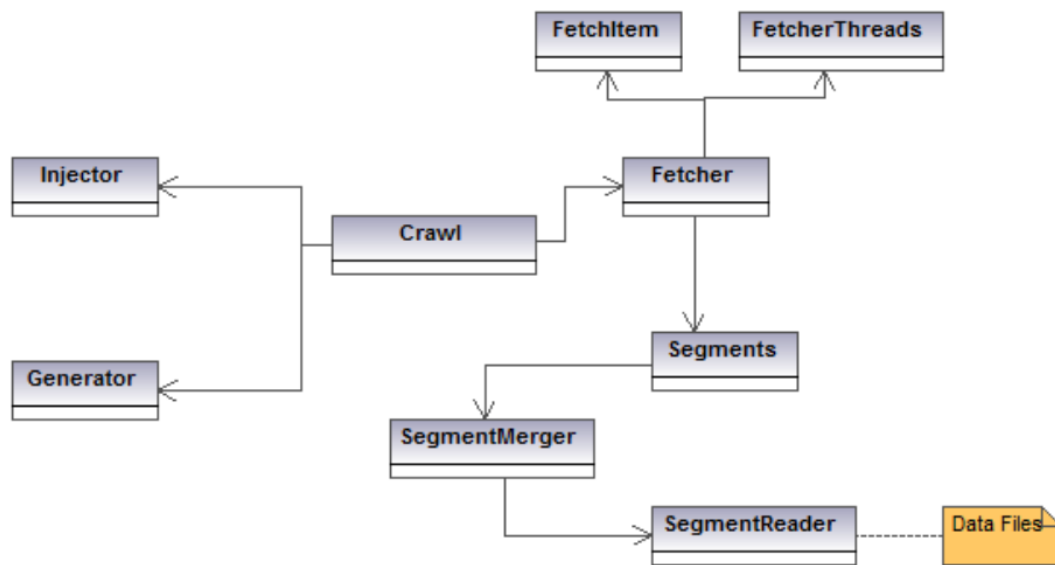 FetchItem
FetcherThreads
Injector
Fetcher
Crawl
Segments
Generator
SegmentMerger
SegmentReader
Data Files